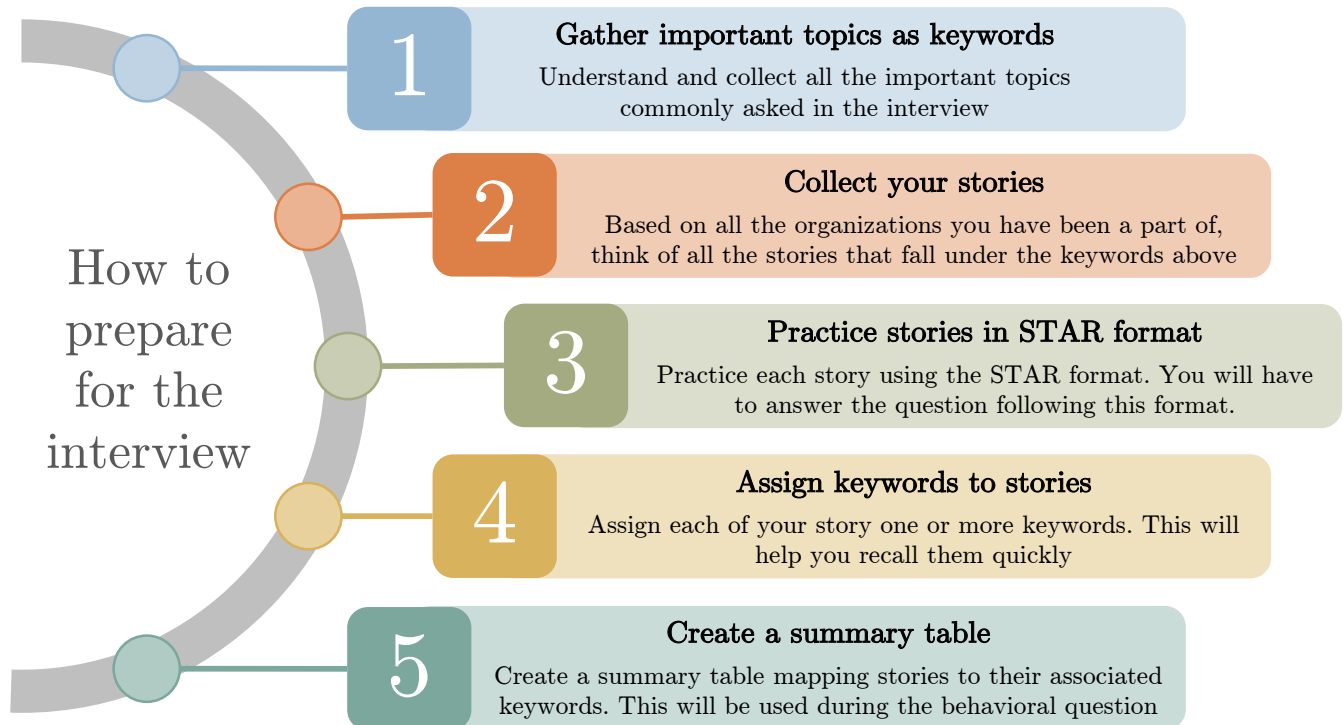 How to
prepare
for the
interview
1
Gather important topics as keywords
Understand and collect all the important topics
commonly asked in the interview
2
Collect your stories
Based on all the organizations you have been a part of,
think of all the stories that fall under the keywords above
3
Practice stories in STAR format
Practice each story using the STAR format. You will have
to answer the question following this format.
4
Assign keywords to stories
Assign each of your story one or more keywords. This will
help you recall them quickly
5
Create a summary table
Create a summary table mapping stories to their associated
keywords. This will be used during the behavioral question